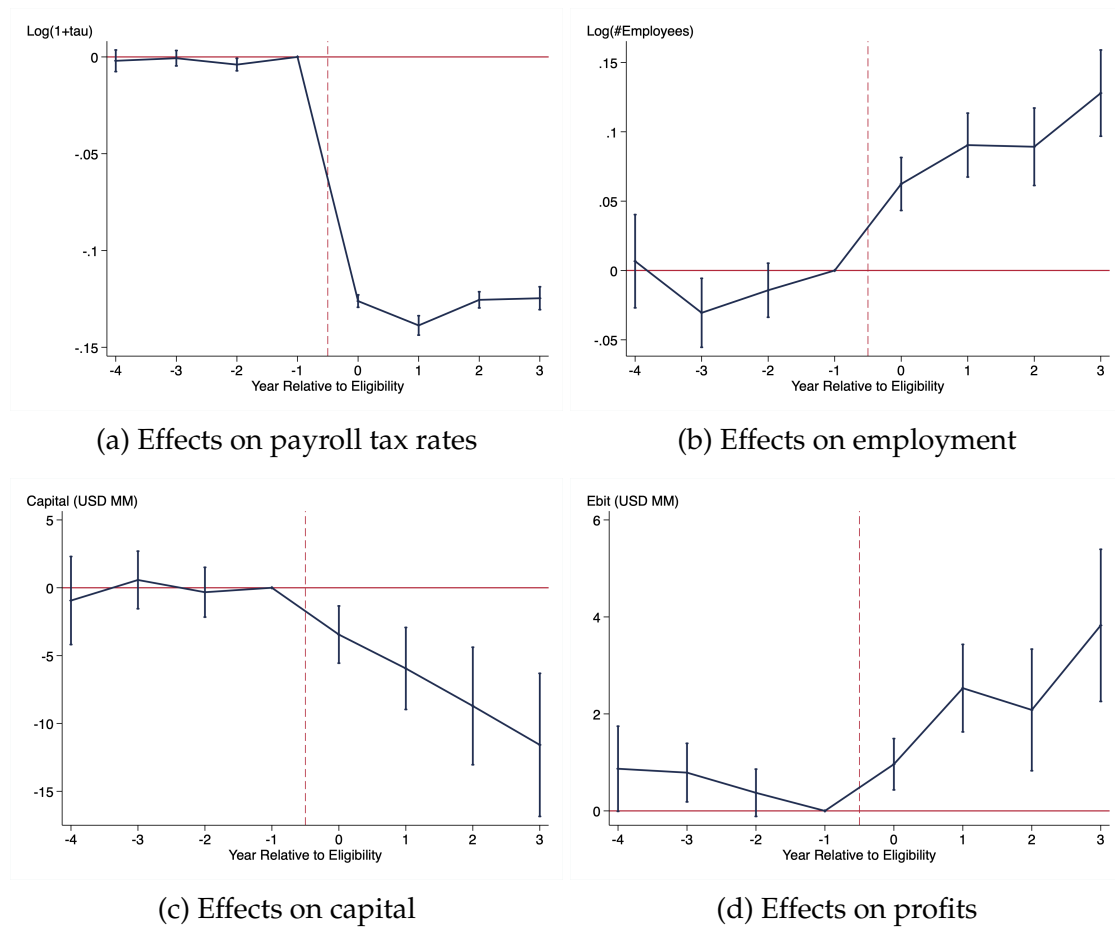 Log(1+tau)
0
-.05
-.1
-.15
-4 -3 -2 -1 0 1 2 3
Year Relative to Eligibility
(a) Effects on payroll tax rates
Log(#Employees)
.15
.1
.05
0
-.05
-4 -3 -2 -1 0 1 2 3
Year Relative to Eligibility
(b) Effects on employment
Capital (USD MM)
5
0
-5
-10
-15
-4 -3 -2 -1 0 1 2 3
Year Relative to Eligibility
(c) Effects on capital
Ebit (USD MM)
6
4
2
0
-4 -3 -2 -1 0 1 2 3
Year Relative to Eligibility
(d) Effects on profits